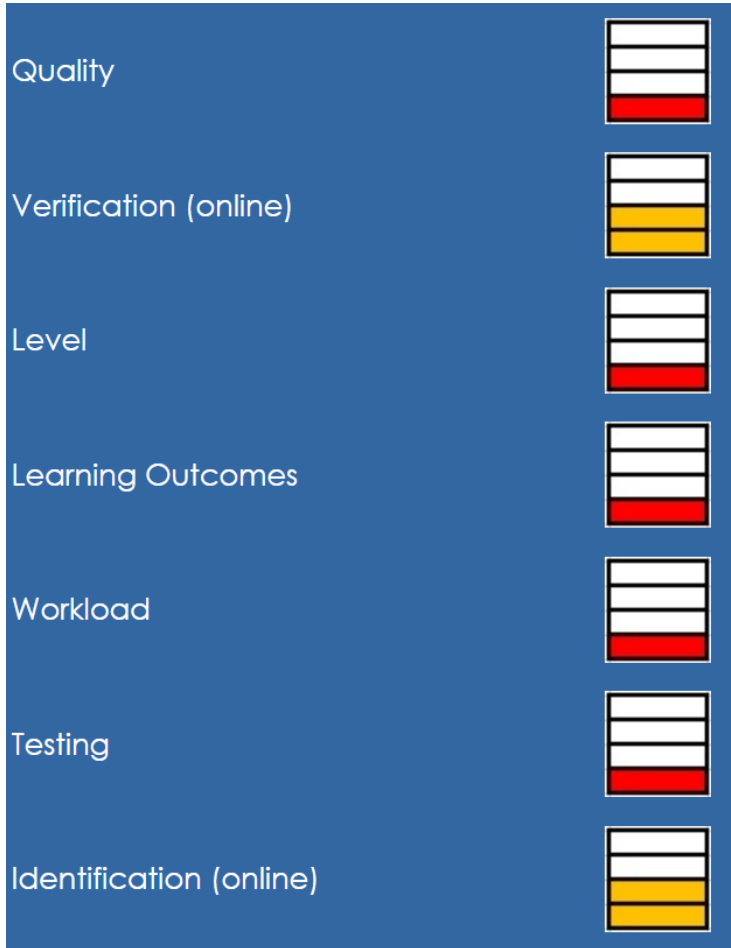 Quality
Verification (online)
Level
Learning Outcomes
Workload
Testing
Identification (online)